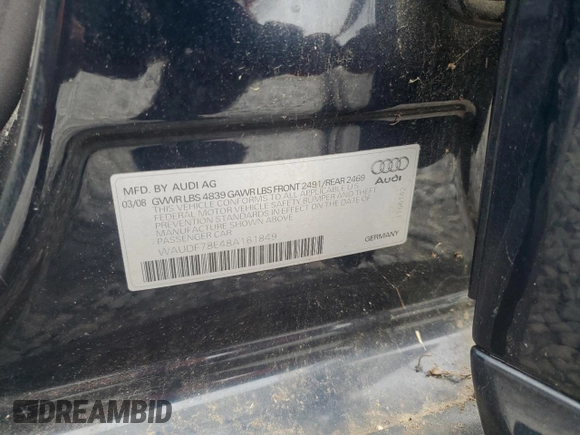 MFD. BY AUDI AG
03/08 GVWR LBS 4839 GAWR LBS FRONT 2491/REAR 2469
THIS VEHICLE CONFORMS TO ALL APPLICABLE U.S.
FEDERAL MOTOR VEHICLE SAFETY, BUMPER AND THEFT
PREVENTION STANDARDS IN EFFECT ON THE DATE OF
MANUFACTURE SHOWN ABOVE.
PASSENGER CAR
WAUDF78E48A161849
Audi
GERMANY
DREAMBID